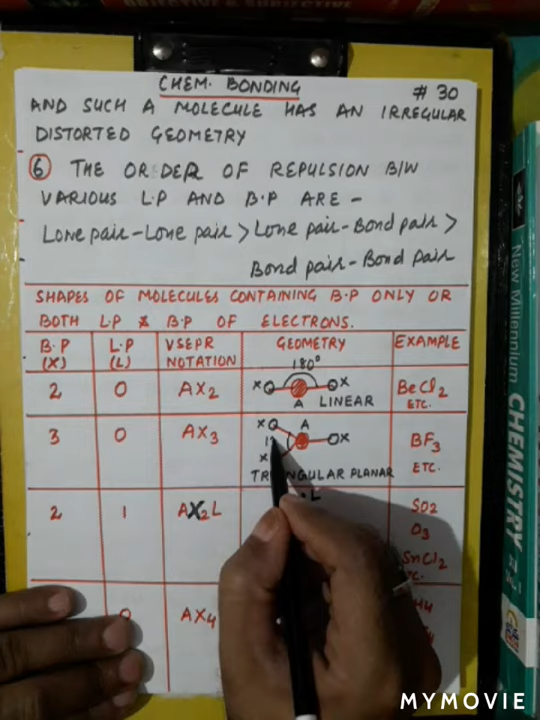 CHEM. BONDING
# 30
AND SUCH A MOLECULE HAS AN IRREGULAR
DISTORTED GEOMETRY
6 THE ORDER OF REPULSION B/W
VARIOUS L.P AND B.P ARE -
Lone pair - Lone pair > Lone pair - Bond pair >
Bond pair - Bond pair
SHAPES OF MOLECULES CONTAINING B.P ONLY OR
BOTH L.P & B.P OF ELECTRONS.
B.P (X) L.P (L) VSEPR NOTATION GEOMETRY EXAMPLE
180°
2 0 AX2 X X BeCl2
A LINEAR ETC.
X A
3 0 AX3 X BF3
X
TRIANGULAR PLANAR ETC.
L
2 1 AX2L SO2
O3
SnCl2
0 AX4
New Millennium
CHEMISTRY
MYMOVIE